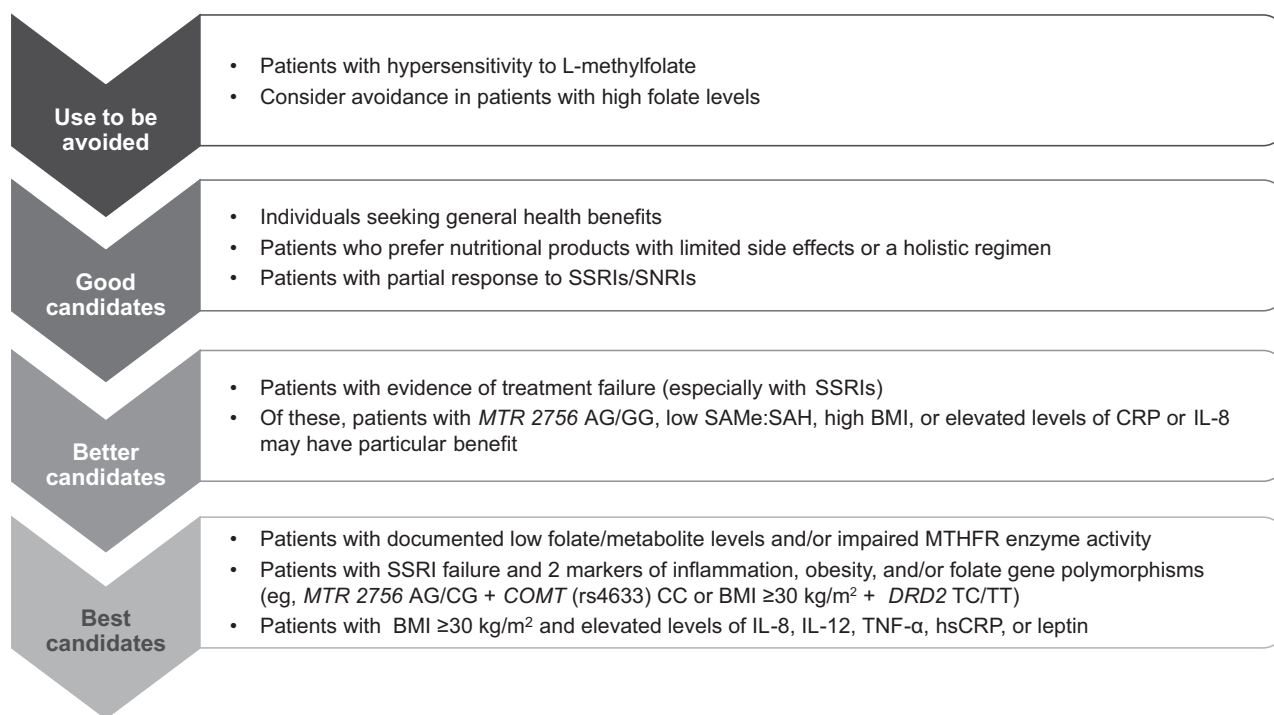 Use to be
avoided
• Patients with hypersensitivity to L-methylfolate
• Consider avoidance in patients with high folate levels
Good
candidates
• Individuals seeking general health benefits
• Patients who prefer nutritional products with limited side effects or a holistic regimen
• Patients with partial response to SSRIs/SNRIs
Better
candidates
• Patients with evidence of treatment failure (especially with SSRIs)
• Of these, patients with MTR 2756 AG/GG, low SAMe:SAH, high BMI, or elevated levels of CRP or IL-8
may have particular benefit
Best
candidates
• Patients with documented low folate/metabolite levels and/or impaired MTHFR enzyme activity
• Patients with SSRI failure and 2 markers of inflammation, obesity, and/or folate gene polymorphisms
(eg, MTR 2756 AG/CG + COMT (rs4633) CC or BMI ≥30 kg/m² + DRD2 TC/TT)
• Patients with BMI ≥30 kg/m² and elevated levels of IL-8, IL-12, TNF-α, hsCRP, or leptin